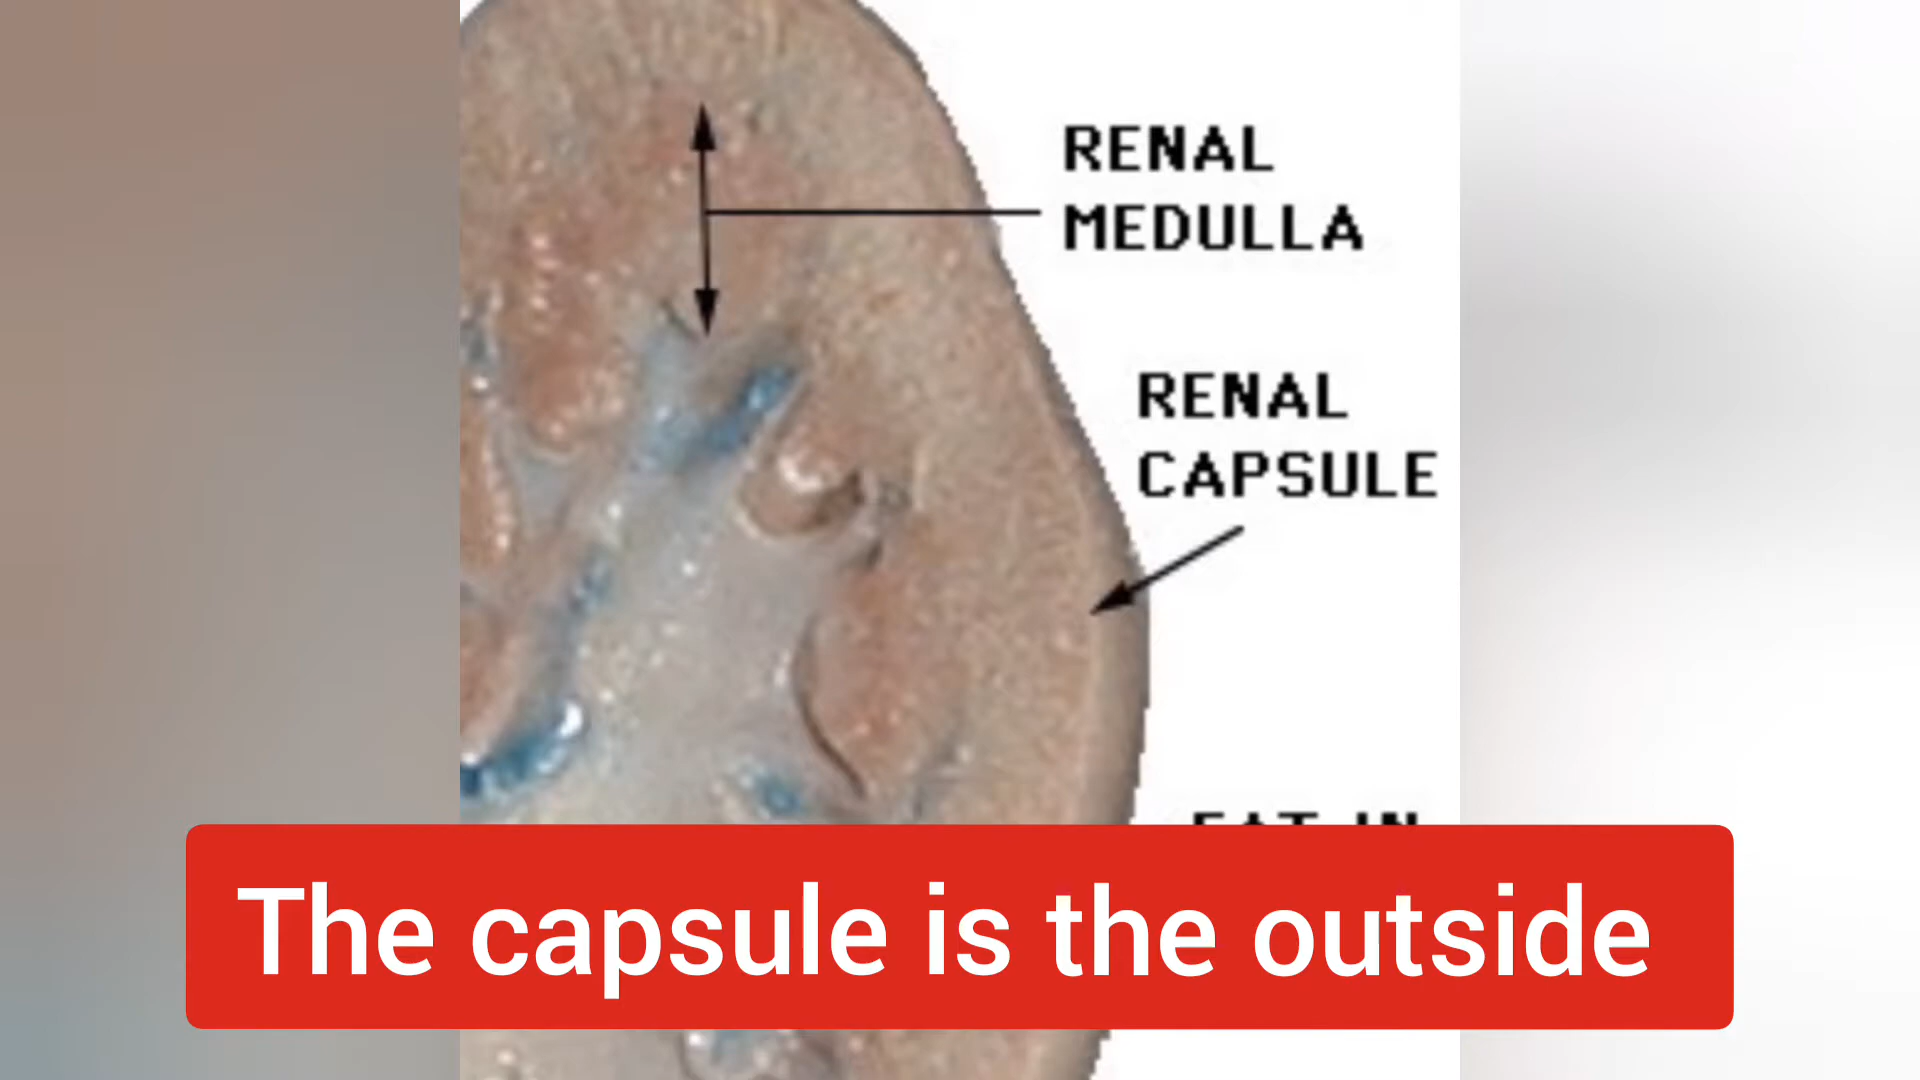 RENAL
MEDULLA
RENAL
CAPSULE
The capsule is the outside